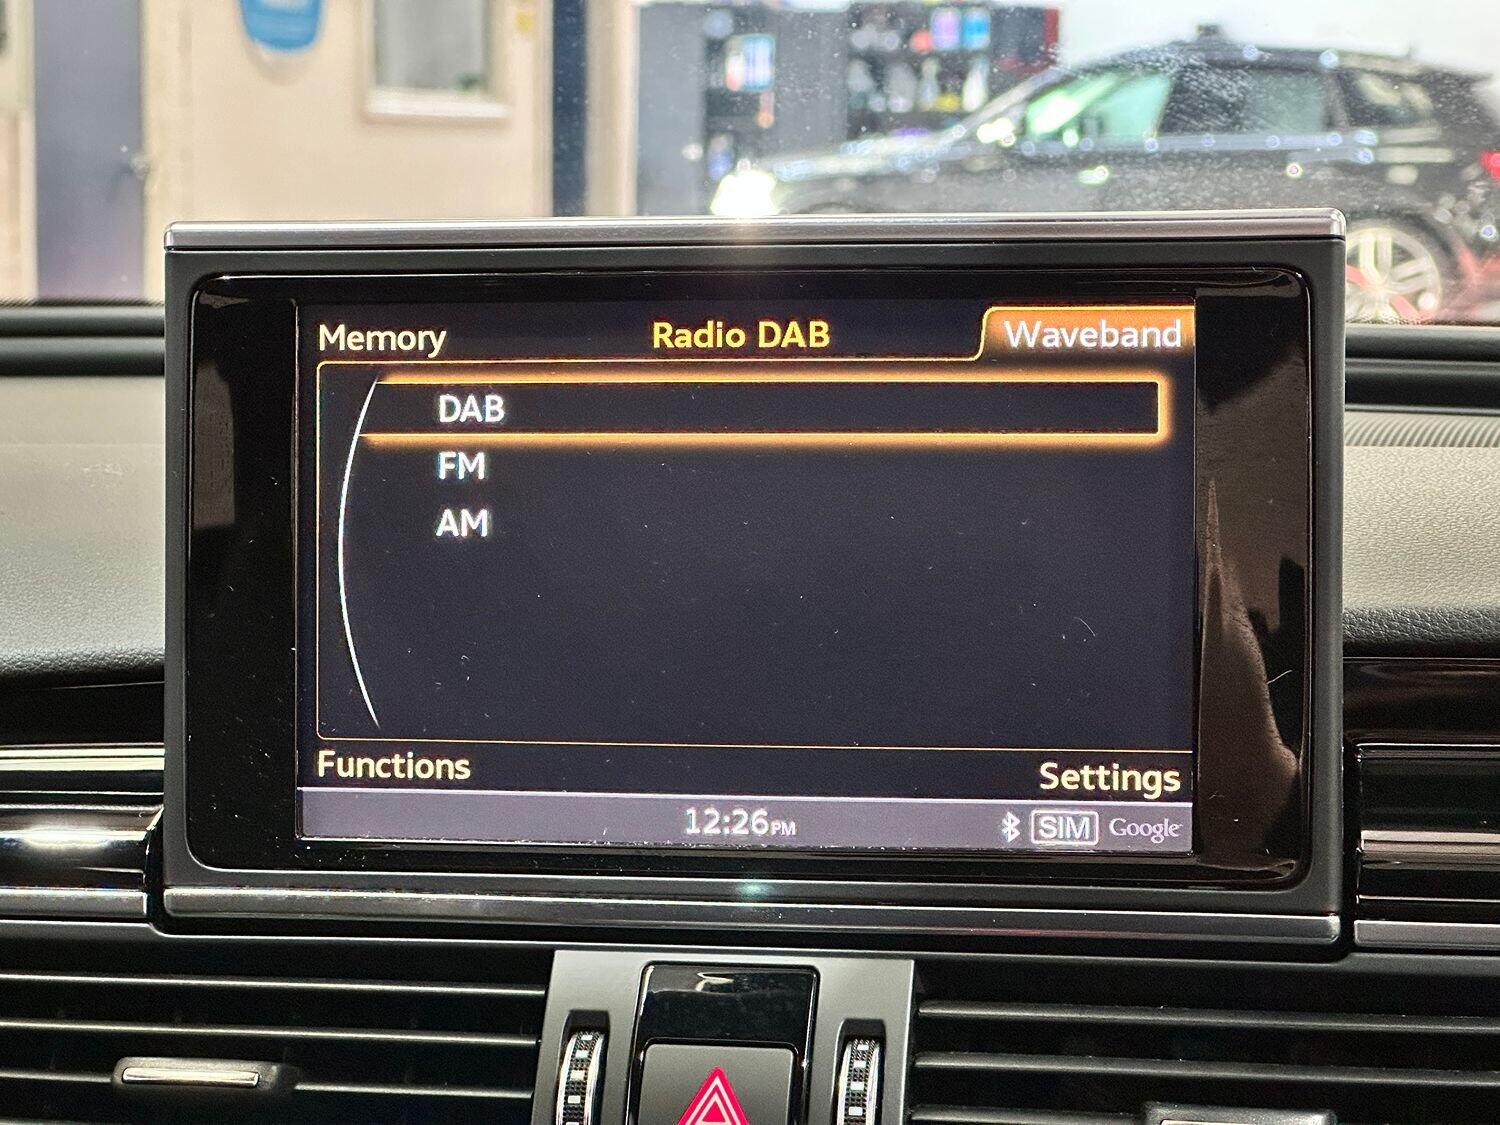 Memory
Radio DAB
Waveband
DAB
FM
AM
Functions
Settings
12:26PM
SIM
Google